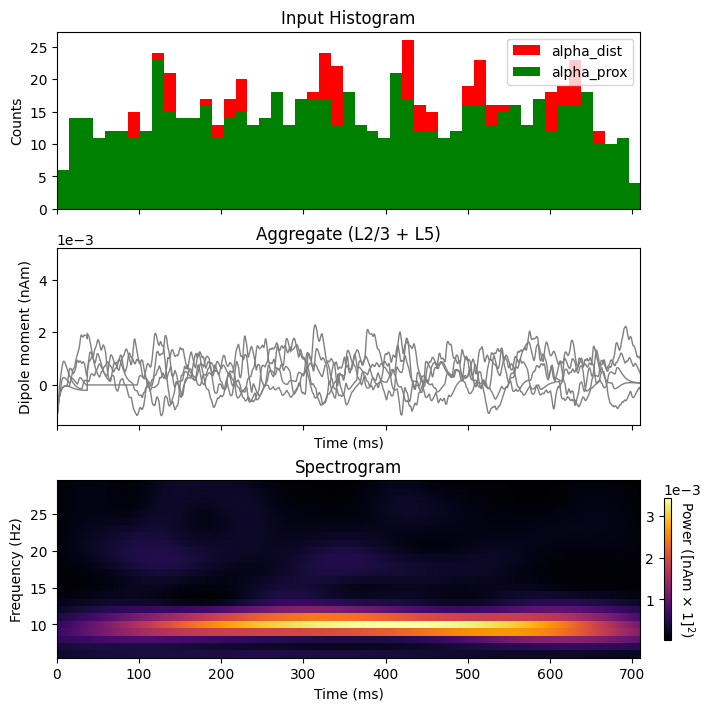 Input Histogram
25
20
15
10
5
0
Counts
alpha_dist
alpha_prox
Aggregate (L2/3 + L5)
1e−3
4
2
0
Dipole moment (nAm)
Time (ms)
Spectrogram
25
20
15
10
Frequency (Hz)
0 100 200 300 400 500 600 700
Time (ms)
1e−3
3
2
1
Power ([nAm × 1]²)